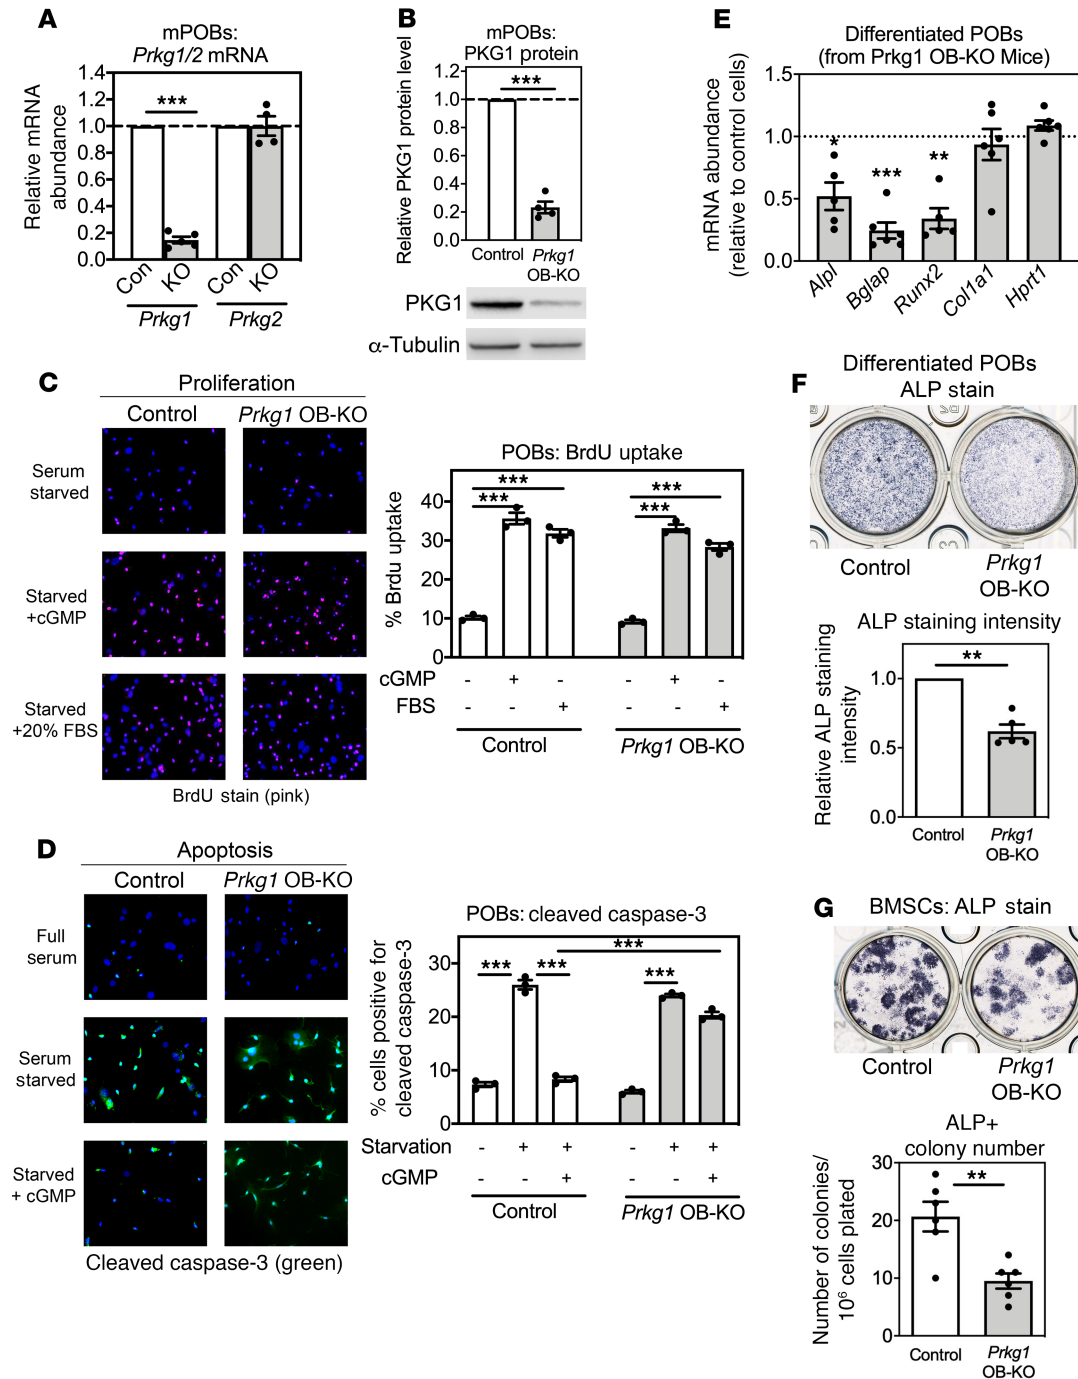 A
mPOBs:
Prkg1/2 mRNA
Relative mRNA
abundance
1.4
1.2
1.0
0.8
0.6
0.4
0.2
0.0
***
Con
KO
Con
KO
Prkg1
Prkg2
B
mPOBs:
PKG1 protein
Relative PKG1 protein level
1.2
1.0
0.8
0.6
0.4
0.2
0.0
***
Control
Prkg1
OB-KO
PKG1
α-Tubulin
E
Differentiated POBs
(from Prkg1 OB-KO Mice)
mRNA abundance
(relative to control cells)
1.5
1.0
0.5
0.0
*
***
**
Alpl
Bglap
Runx2
Col1a1
Hprt1
C
Proliferation
Control
Prkg1 OB-KO
Serum
starved
Starved
+cGMP
Starved
+20% FBS
BrdU stain (pink)
POBs: BrdU uptake
% Brdu uptake
40
30
20
10
0
***
***
***
***
cGMP - + - - + -
FBS - - + - - +
Control
Prkg1 OB-KO
F
Differentiated POBs
ALP stain
Control
Prkg1
OB-KO
ALP staining intensity
Relative ALP staining
intensity
1.0
0.5
0.0
**
Control
Prkg1
OB-KO
D
Apoptosis
Control
Prkg1 OB-KO
Full
serum
Serum
starved
Starved
+ cGMP
Cleaved caspase-3 (green)
POBs: cleaved caspase-3
% cells positive for
cleaved caspase-3
30
20
10
0
***
***
***
***
Starvation - + + - + +
cGMP - - + - - +
Control
Prkg1 OB-KO
G
BMSCs: ALP stain
Control
Prkg1
OB-KO
ALP+
colony number
Number of colonies/
10⁶ cells plated
30
20
10
0
**
Control
Prkg1
OB-KO